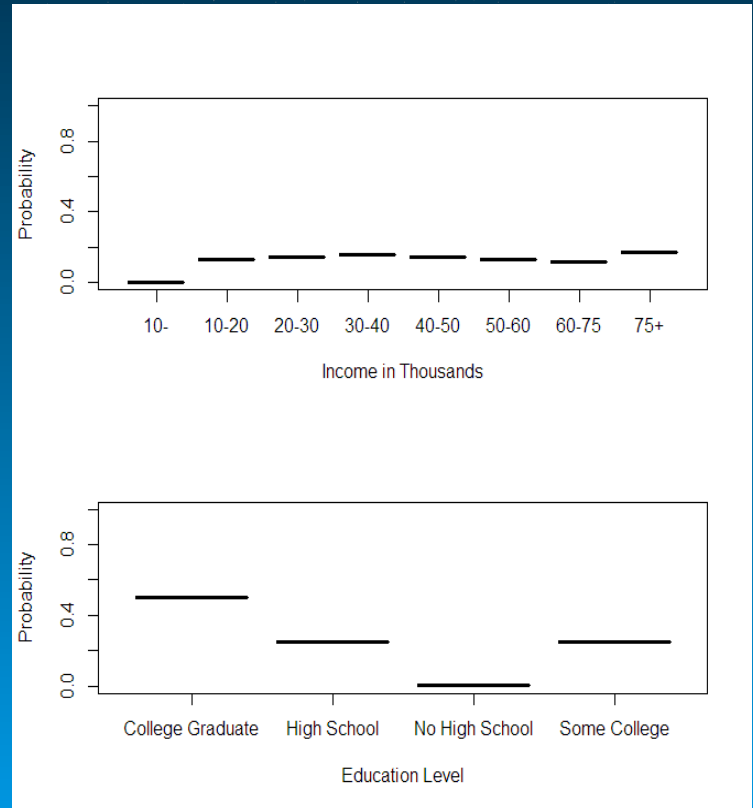 Probability
0.8
0.4
0.0
10- 10-20 20-30 30-40 40-50 50-60 60-75 75+
Income in Thousands
Probability
0.8
0.4
0.0
College Graduate High School No High School Some College
Education Level